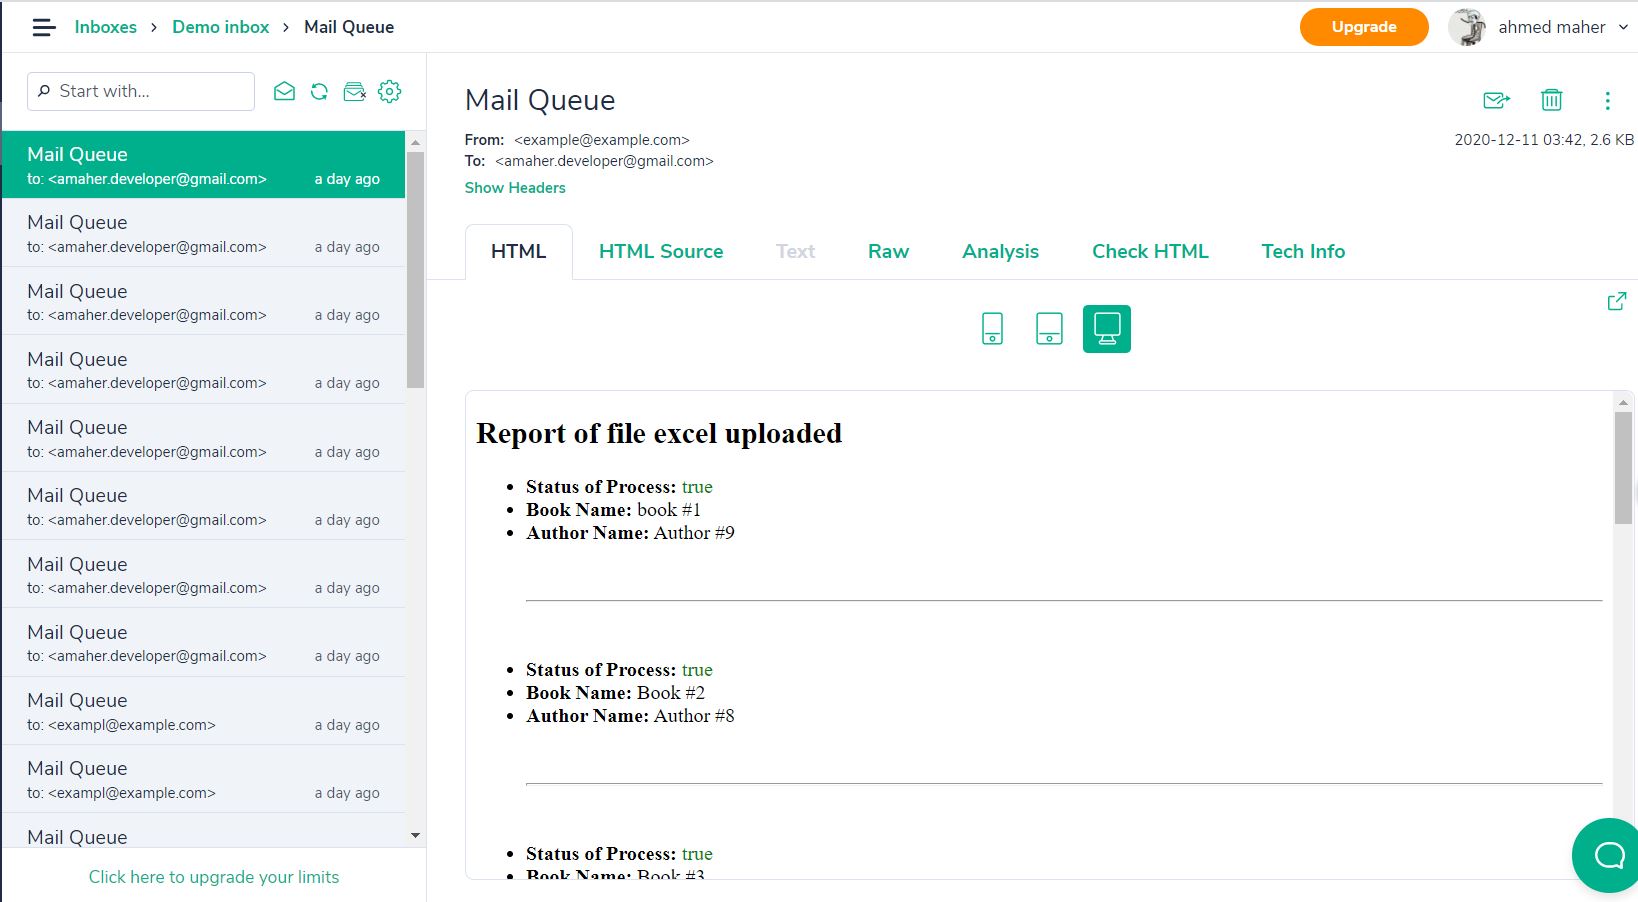 Inboxes > Demo inbox > Mail Queue
Upgrade
ahmed maher
Start with...
Mail Queue
to: <amaher.developer@gmail.com> a day ago
Mail Queue
to: <amaher.developer@gmail.com> a day ago
Mail Queue
to: <amaher.developer@gmail.com> a day ago
Mail Queue
to: <amaher.developer@gmail.com> a day ago
Mail Queue
to: <amaher.developer@gmail.com> a day ago
Mail Queue
to: <amaher.developer@gmail.com> a day ago
Mail Queue
to: <amaher.developer@gmail.com> a day ago
Mail Queue
to: <amaher.developer@gmail.com> a day ago
Mail Queue
to: <exampl@example.com> a day ago
Mail Queue
to: <exampl@example.com> a day ago
Mail Queue
Click here to upgrade your limits
Mail Queue
From: <example@example.com>
2020-12-11 03:42, 2.6 KB
To: <amaher.developer@gmail.com>
Show Headers
HTML HTML Source Text Raw Analysis Check HTML Tech Info
Report of file excel uploaded
• Status of Process: true
• Book Name: book #1
• Author Name: Author #9
• Status of Process: true
• Book Name: Book #2
• Author Name: Author #8
• Status of Process: true
• Book Name: Book #3